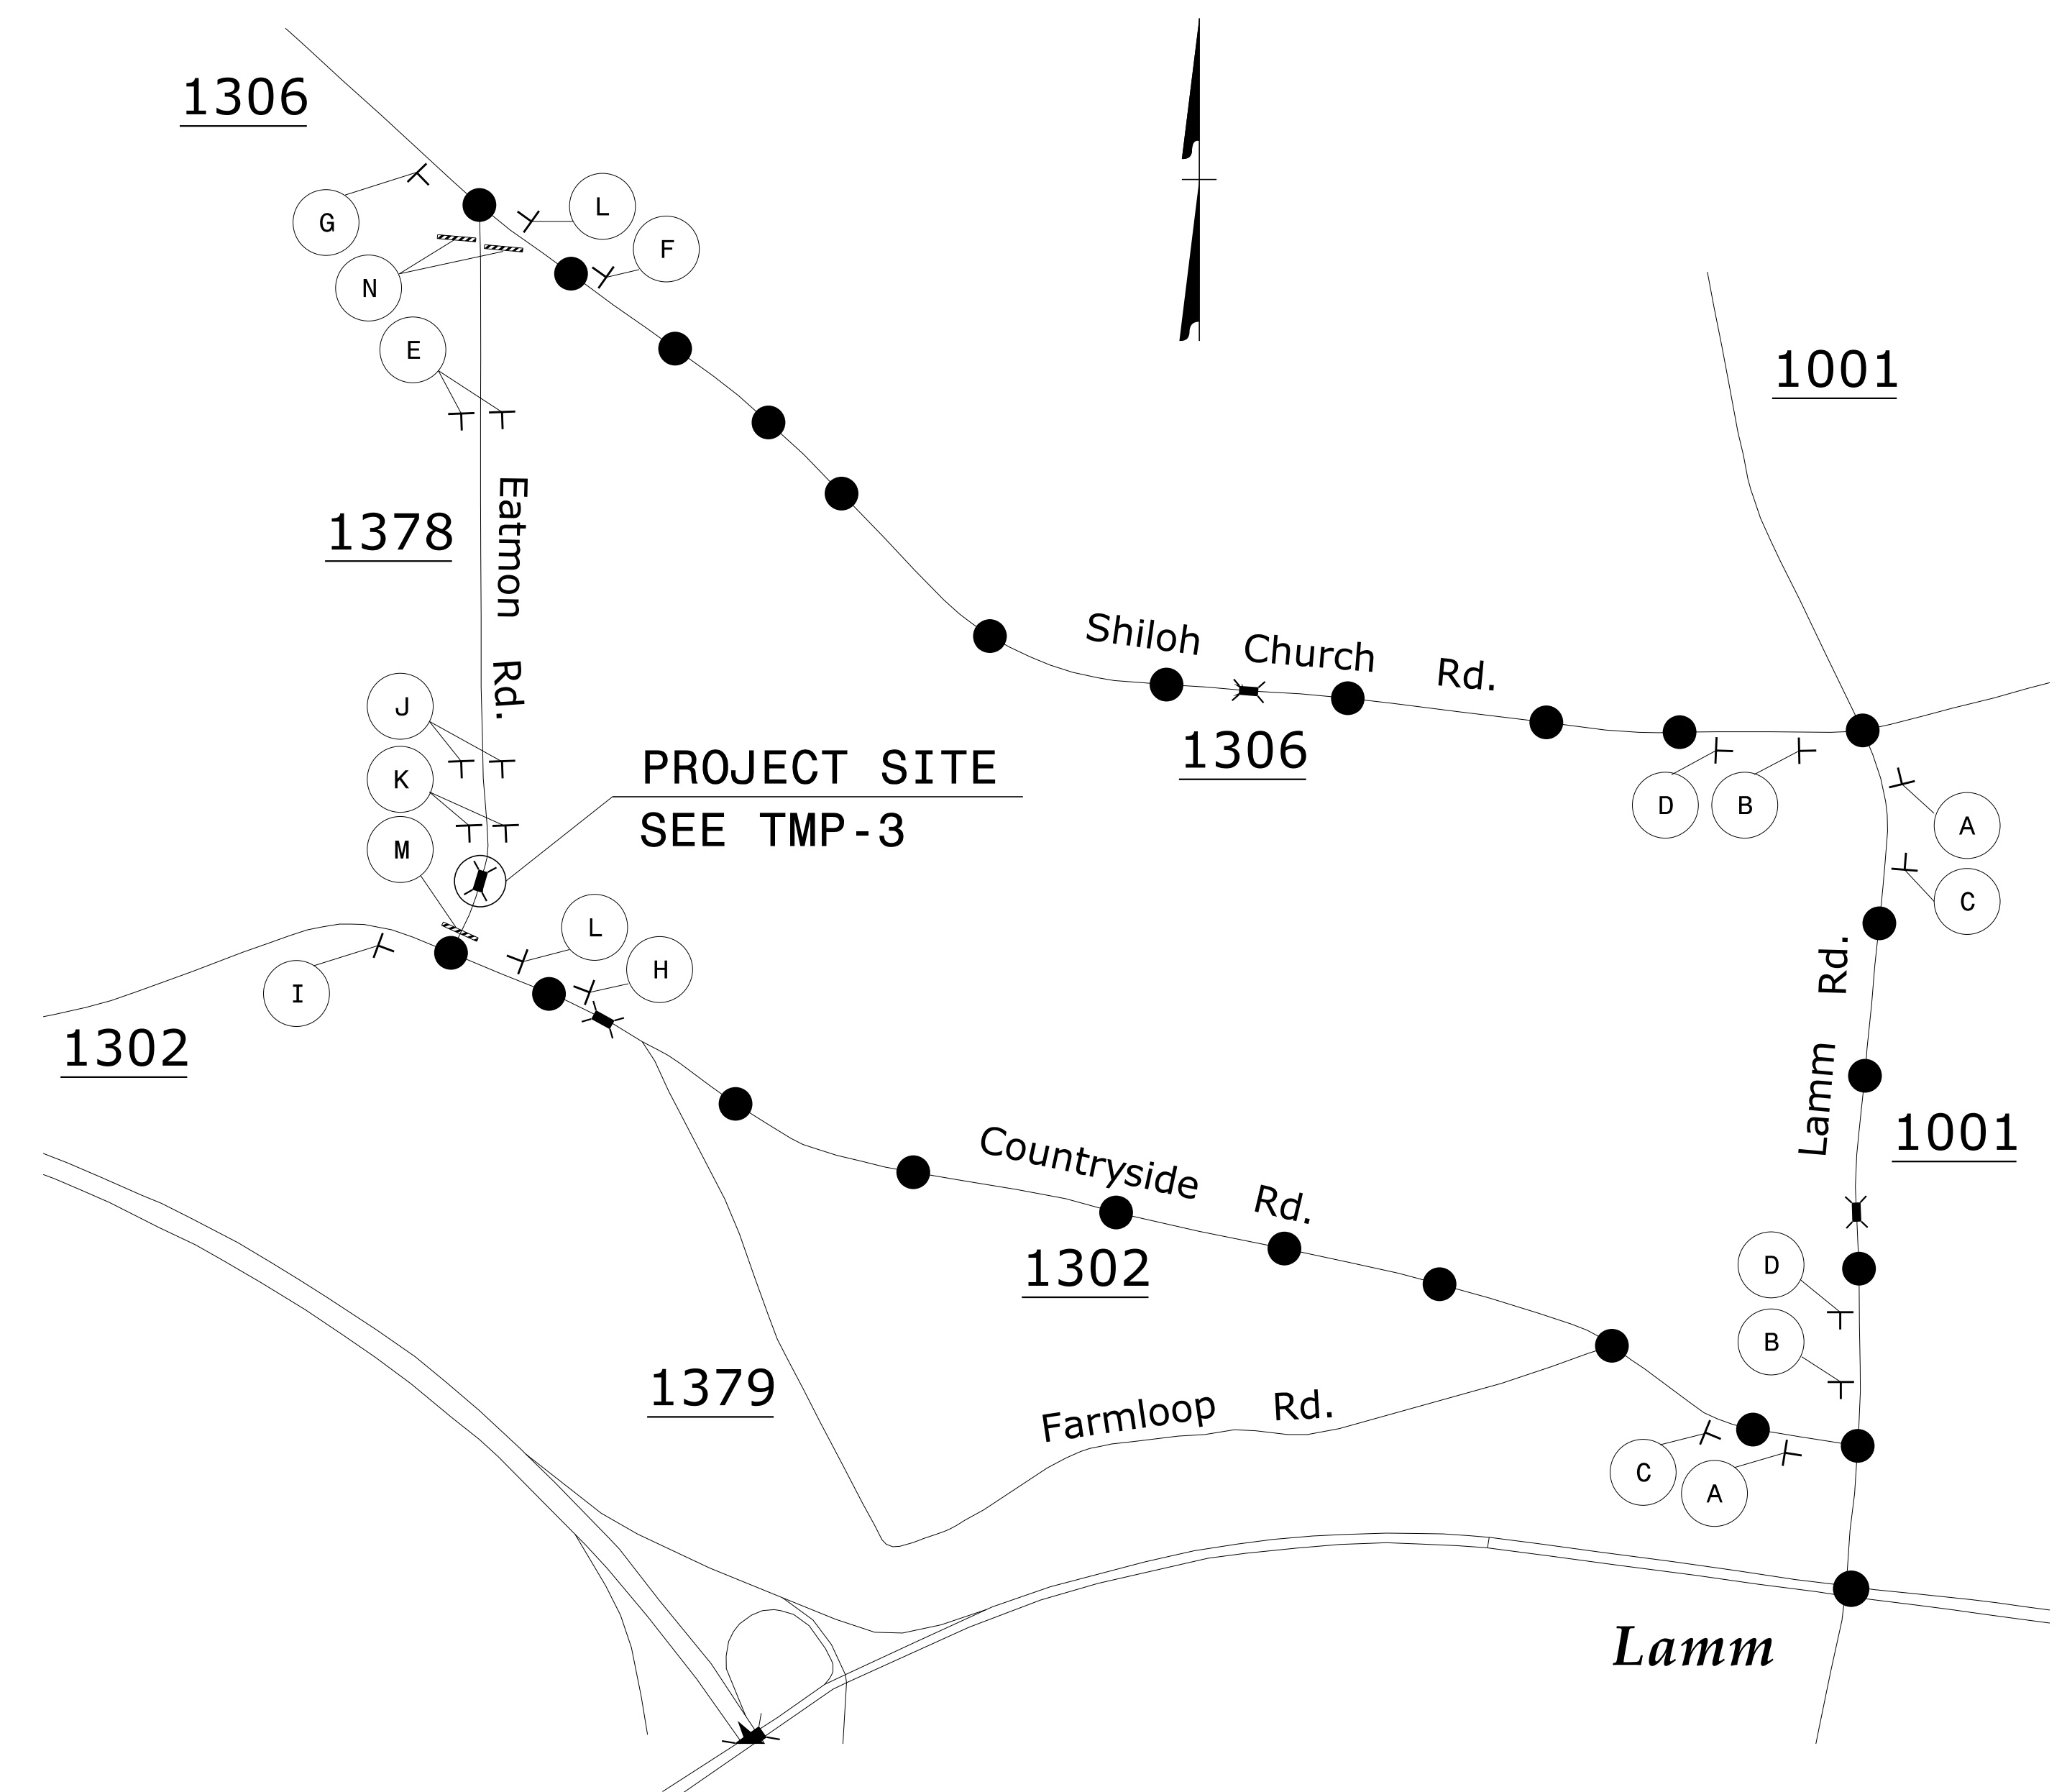 1306
G
L
F
N
E
1001
1378
Eatmon Rd.
Shiloh Church Rd.
1306
J
K
M
PROJECT SITE
SEE TMP-3
D
B
A
C
L
H
I
1302
Lamm Rd.
1001
Countryside Rd.
1302
D
B
1379
Farmloop Rd.
C
A
Lamm